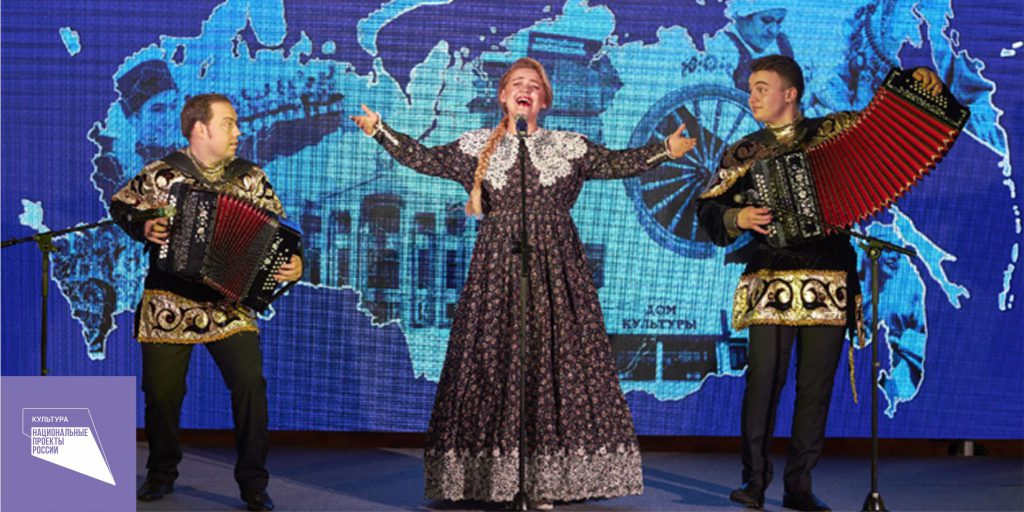 ДОМ
КУЛЬТУРЫ
КУЛЬТУРА
НАЦИОНАЛЬНЫЕ
ПРОЕКТЫ
РОССИИ